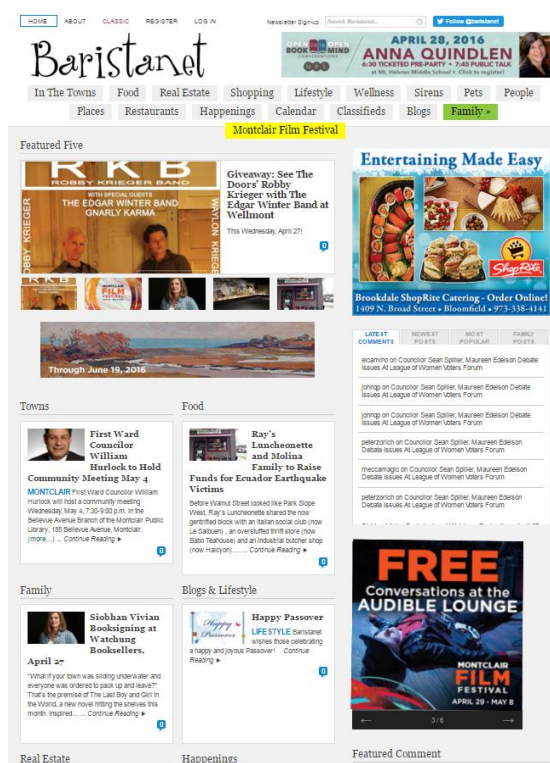 HOME ABOUT CLASSIC REGISTER LOG IN
Newsletter Sign-up Search Baristanet... Follow @baristanet
Baristanet
OPEN BOOK OPEN MIND
CONVERSATIONS
APRIL 28, 2016
ANNA QUINDLEN
6:30 TICKETED PRE-PARTY • 7:45 PUBLIC TALK
at Mt. Hebron Middle School • Click to register!
In The Towns Food Real Estate Shopping Lifestyle Wellness Sirens Pets People
Places Restaurants Happenings Calendar Classifieds Blogs Family »
Montclair Film Festival
Featured Five
RKB
ROBBY KRIEGER BAND
WITH SPECIAL GUESTS
THE EDGAR WINTER BAND
GNARLY KARMA
Giveaway: See The
Doors' Robby
Krieger with The
Edgar Winter Band at
Wellmont
This Wednesday, April 27!
0
Through June 19, 2016
Entertaining Made Easy
ShopRite
Brookdale ShopRite Catering - Order Online!
1409 N. Broad Street • Bloomfield • 973-338-4141
LATEST COMMENTS NEWEST POSTS MOST POPULAR FAMILY POSTS
elcamino on Councilor Sean Spiller, Maureen Edelson Debate
Issues At League of Women Voters Forum
johnqp on Councilor Sean Spiller, Maureen Edelson Debate
Issues At League of Women Voters Forum
johnqp on Councilor Sean Spiller, Maureen Edelson Debate
Issues At League of Women Voters Forum
peterzorich on Councilor Sean Spiller, Maureen Edelson
Debate Issues At League of Women Voters Forum
meccamagic on Councilor Sean Spiller, Maureen Edelson
Debate Issues At League of Women Voters Forum
peterzorich on Councilor Sean Spiller, Maureen Edelson
Debate Issues At League of Women Voters Forum
Towns
First Ward
Councilor
William
Hurlock to Hold
Community Meeting May 4
MONTCLAIR First Ward Councilor William
Hurlock will host a community meeting
Wednesday, May 4, 7:30-9:00 p.m. in the
Bellevue Avenue Branch of the Montclair Public
Library, 185 Bellevue Avenue, Montclair.
(more…) ... Continue Reading ►
0
Food
Ray's
Luncheonette
and Molina
Family to Raise
Funds for Ecuador Earthquake
Victims
Before Walnut Street looked like Park Slope
West, Ray's Luncheonette shared the now
gentrified block with an Italian social club (now
Le Salbuen) , an overstuffed thrift store (now
Babo Teahouse) and an industrial butcher shop
(now Halcyon)…... Continue Reading ►
0
Family
Siobhan Vivian
Booksigning at
Watchung
Booksellers,
April 27
"What if your town was sliding underwater and
everyone was ordered to pack up and leave?"
That's the premise of The Last Boy and Girl in
the World, a new novel hitting the shelves this
month. Inspired... ... Continue Reading ►
0
Blogs & Lifestyle
Happy Passover
Happy Passover
LIFESTYLE Baristanet
wishes those celebrating
a happy and joyous Passover! Continue
Reading ►
0
FREE
Conversations at the
AUDIBLE LOUNGE
MONTCLAIR
FILM
FESTIVAL
APRIL 29 - MAY 8
← 3/6 →
Featured Comment
Real Estate
Happenings